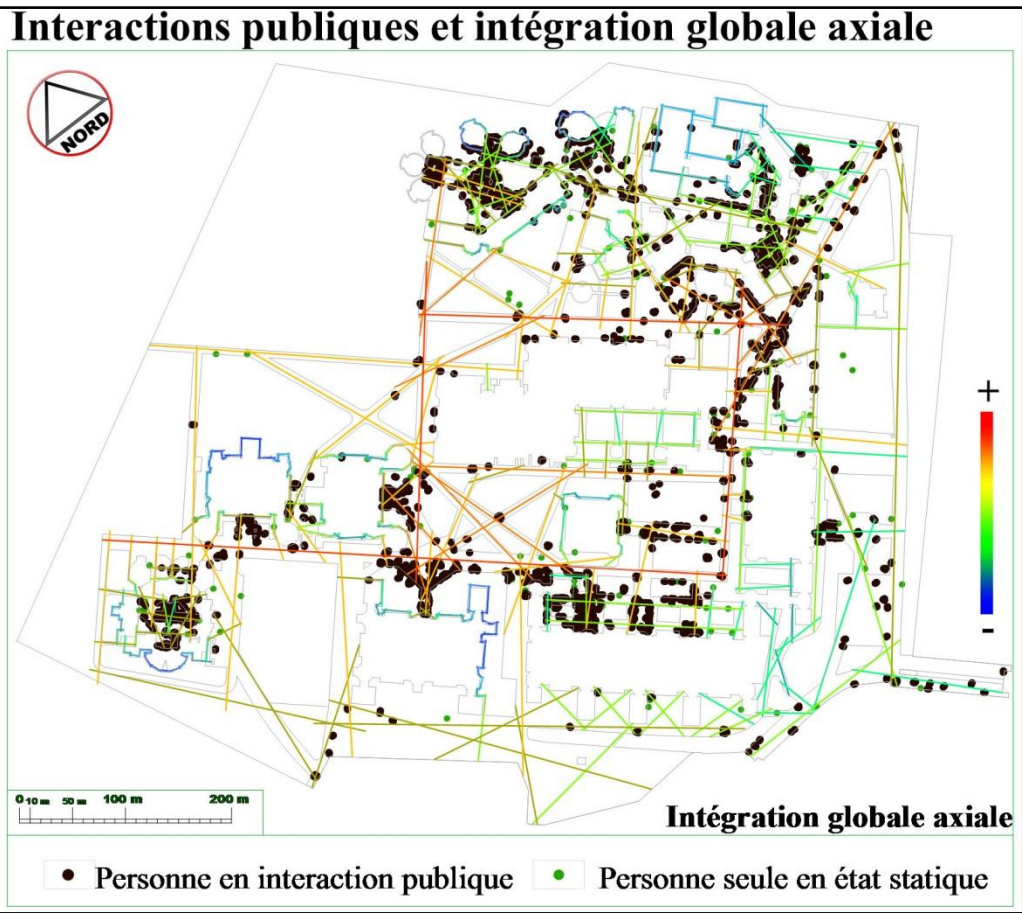 Interactions publiques et intégration globale axiale
NORD
+
-
0 10 m 50 m 100 m 200 m
Intégration globale axiale
Personne en interaction publique
Personne seule en état statique